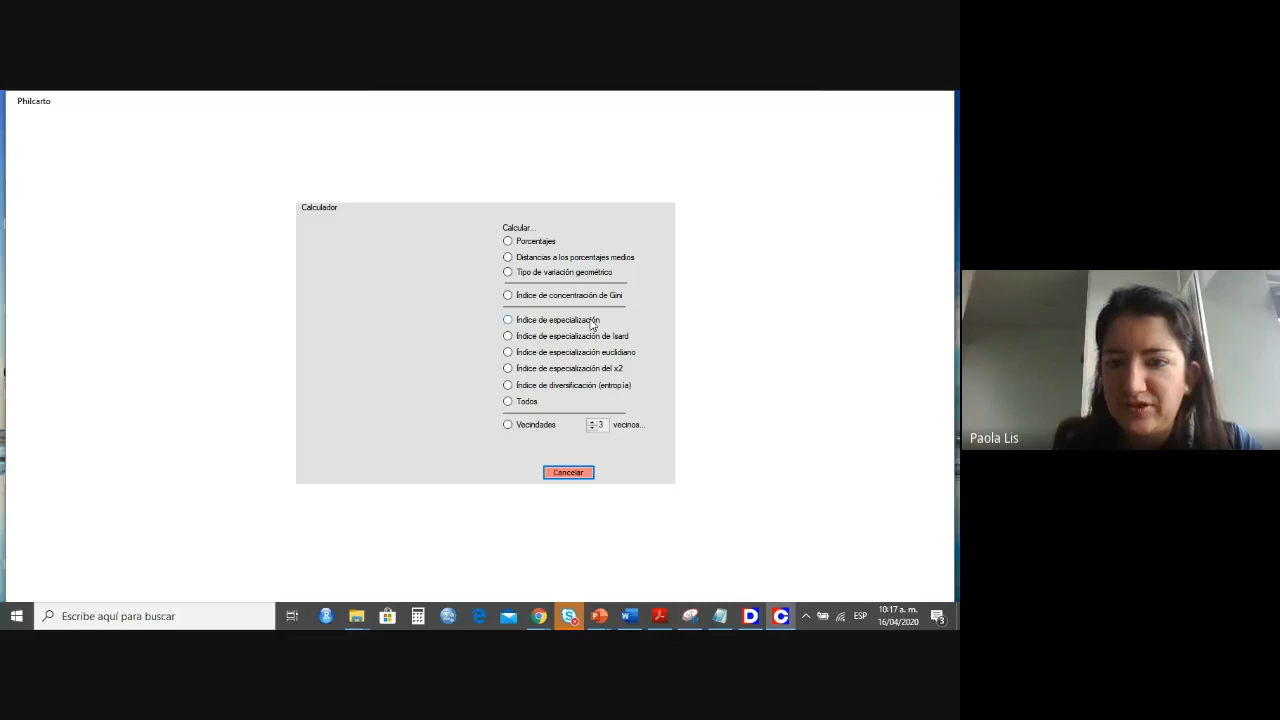 Philcarto
Calculador
Calcular...
Porcentajes
Distancias a los porcentajes medios
Tipo de variación geométrico
Índice de concentración de Gini
Índice de especialización
Índice de especialización de Isard
Índice de especialización euclidiano
Índice de especialización del x2
Índice de diversificación (entropía)
Todos
Vecindades 3 vecinos...
Cancelar
Paola Lis
Escribe aquí para buscar
ESP
10:17 a. m.
16/04/2020
3